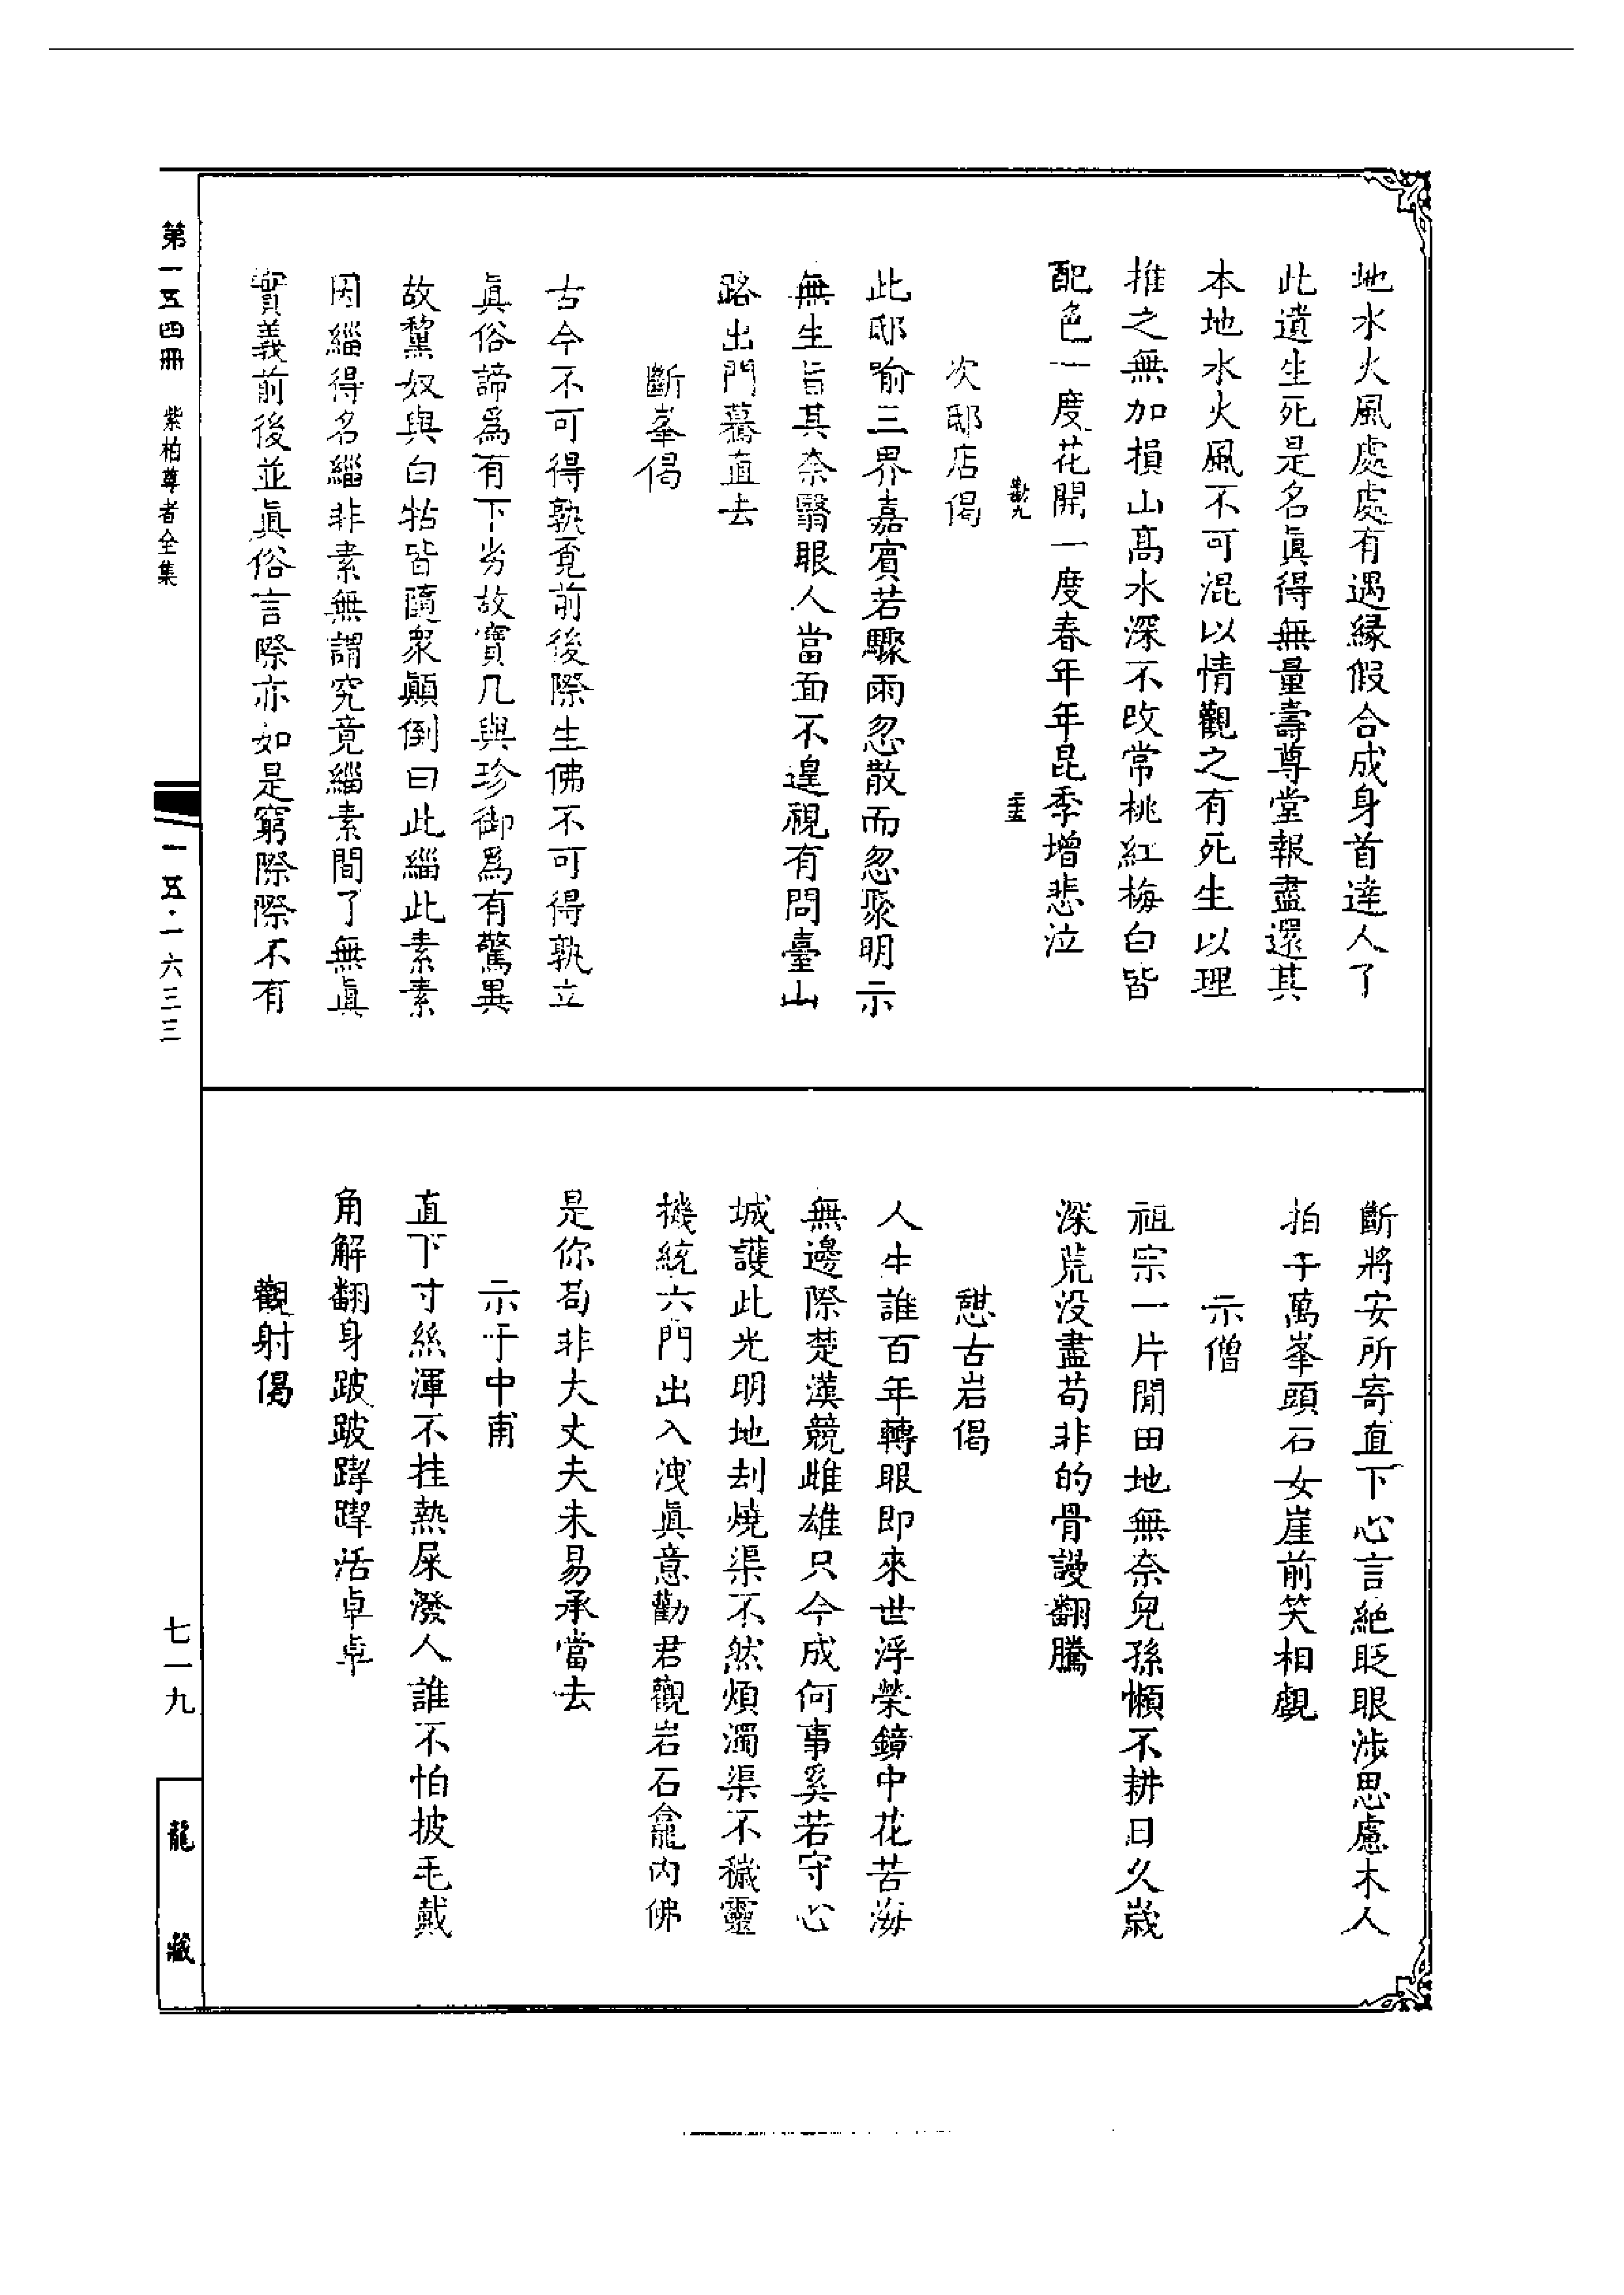 地水火風處處有遇緣假合成身首達人了
此遺生死是名眞得無量壽尊堂報盡還其
本地水火風不可混以情觀之有死生以理
推之無加損山高水深不改常桃紅梅白皆
配色一度花開一度春年年昆季增悲泣
次邸店偈
此邸喻三界嘉賓若驟雨忽散而忽聚明示
無生旨其奈翳眼人當面不遑視有問臺山
路出門驀直去
斷峯偈
古今不可得孰覓前後際生佛不可得孰立
眞俗諦爲有下劣故寶几與珍御爲有驚異
故黧奴與白牯皆隨衆顚倒曰此緇此素素
因緇得名緇非素無謂究竟緇素間了無眞
實義前後並眞俗言際亦如是窮際際不有
斷將安所寄直下心言絕眨眼涉思慮木人
拍手萬峯頭石女崖前笑相覷
示僧
祖宗一片閒田地無奈兒孫懶不耕日久歲
深荒没盡苟非的骨謾翻騰
憇古岩偈
人生誰百年轉眼即來世浮榮鏡中花苦海
無邊際楚漢競雌雄只今成何事奚若守心
城護此光明地刦燒渠不然煩濁渠不穢靈
機統六門出入洩眞意勸君觀岩石龕内佛
是你苟非大丈夫未易承當去
示于中甫
直下寸絲渾不挂熱屎潑人誰不怕披毛戴
角解翻身跛跛蹕蹕活卓卓
觀射偈
第一五四冊 紫柏尊者全集
一五·一六三三
七一九
龍藏